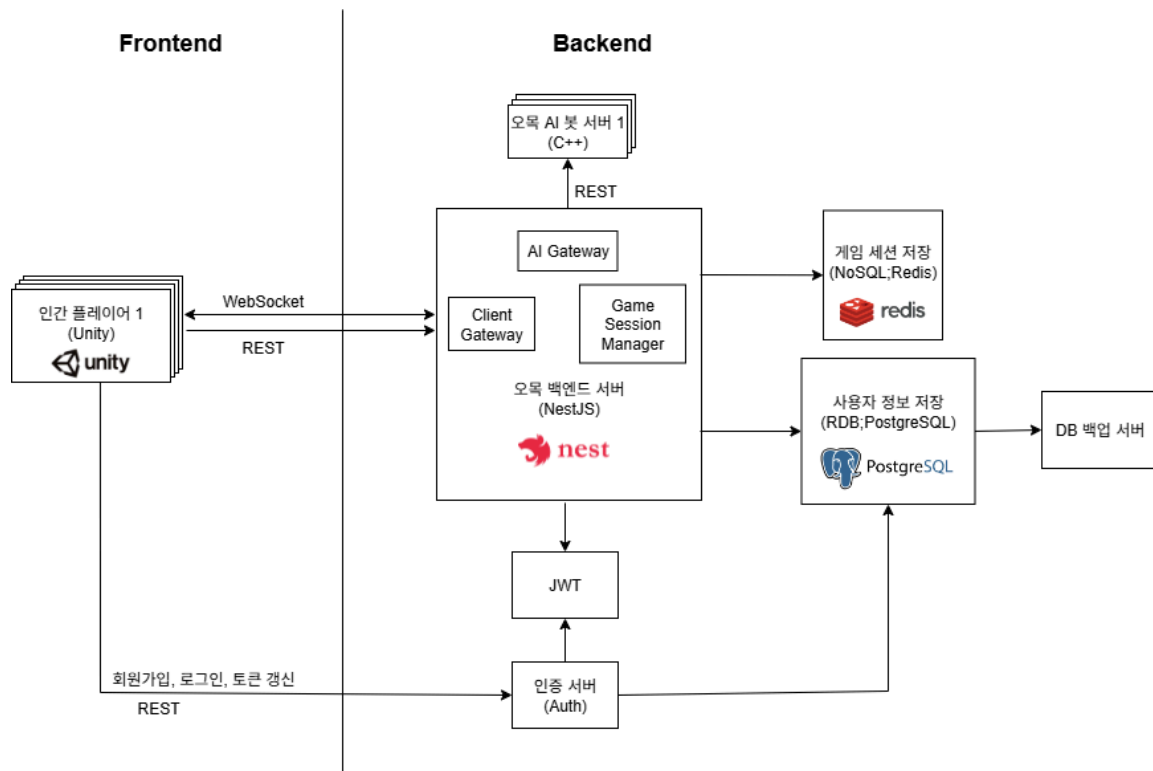 Frontend
Backend
오목 AI 봇 서버 1
(C++)
REST
AI Gateway
Client
Gateway
Game
Session
Manager
오목 백엔드 서버
(NestJS)
nest
게임 세션 저장
(NoSQL;Redis)
redis
인간 플레이어 1
(Unity)
unity
WebSocket
REST
사용자 정보 저장
(RDB;PostgreSQL)
PostgreSQL
DB 백업 서버
JWT
회원가입, 로그인, 토큰 갱신
REST
인증 서버
(Auth)